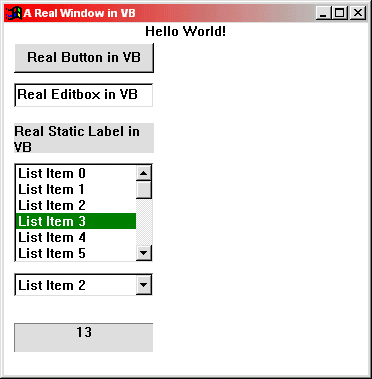 A Real Window in VB
Hello World!
Real Button in VB
Real Editbox in VB
Real Static Label in
VB
List Item 0
List Item 1
List Item 2
List Item 3
List Item 4
List Item 5
List Item 2
13